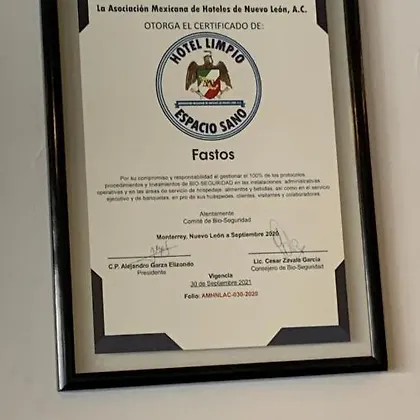 La Asociación Mexicana de Hoteles de Nuevo León, A.C.
OTORGA EL CERTIFICADO DE:
HOTEL LIMPIO
ESPACIO SANO
Fastos
Por su compromiso y responsabilidad al gestionar el 100% de los protocolos
procedimientos y lineamientos de BIO SEGURIDAD en las instalaciones, administrativas
operativas y en las áreas de servicio de hospedaje, alimentos y bebidas, así como en el servicio
ejecutivo y de banquetes, en pro de sus huéspedes, clientes, visitantes y colaboradores.
Atentamente
Comité de Bio-Seguridad
Monterrey, Nuevo León a Septiembre 2020
C.P. Alejandro Garza Elizondo
Presidente
Lic. Cesar Zavala García
Consejero de Bio-Seguridad
Vigencia
30 de Septiembre 2021
Folio: AMHNLAC-030-2020